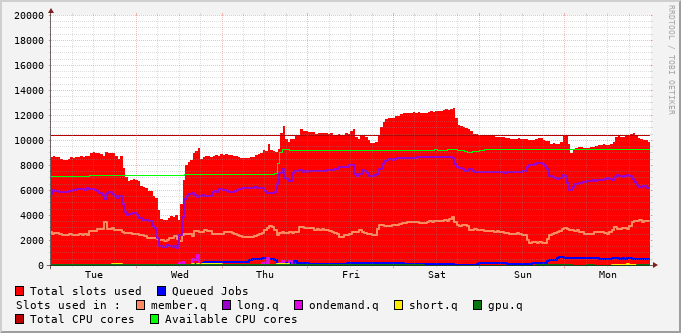 20000
18000
16000
14000
12000
10000
8000
6000
4000
2000
0
Tue Wed Thu Fri Sat Sun Mon
RRDTOOL / TOBI OETIKER
Total slots used Queued Jobs
Slots used in : member.q long.q ondemand.q short.q gpu.q
Total CPU cores Available CPU cores